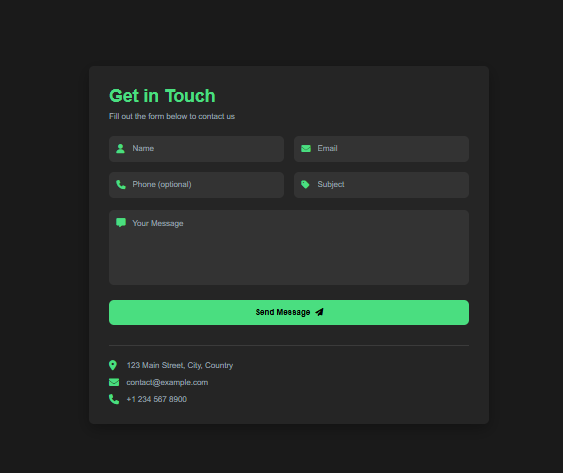 Get in Touch
Fill out the form below to contact us
Name
Email
Phone (optional)
Subject
Your Message
Send Message
123 Main Street, City, Country
contact@example.com
+1 234 567 8900